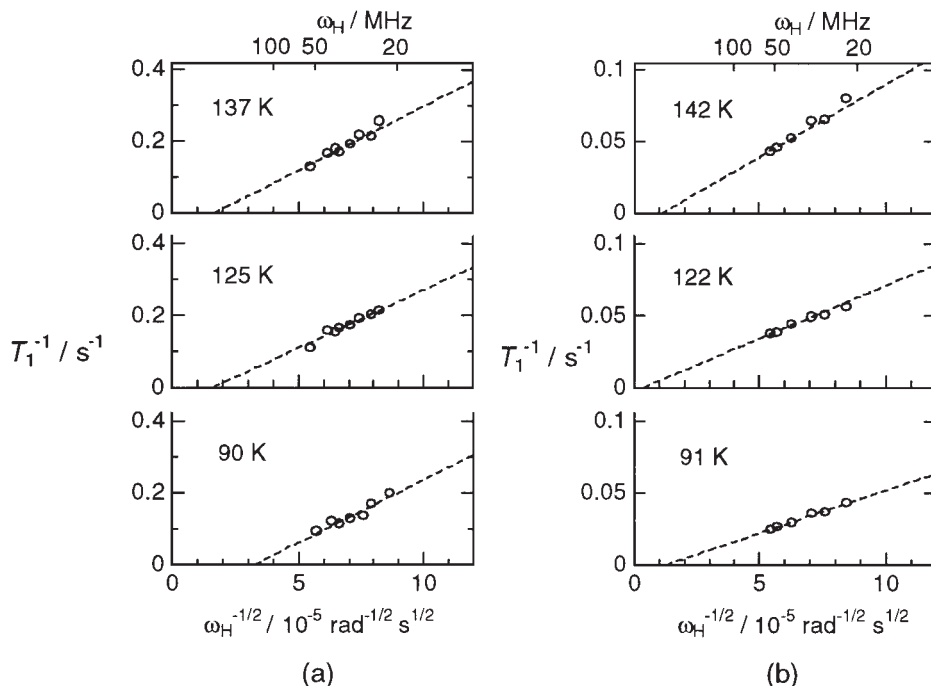 ω_H / MHz
100 50 20
0.4
137 K
0.2
0
0.4
125 K
0.2
T₁⁻¹ / s⁻¹
0
0.4
90 K
0.2
0
0 5 10
ω_H^{-1/2} / 10⁻⁵ rad^{-1/2} s^{1/2}
(a)
ω_H / MHz
100 50 20
0.1
142 K
0.05
0
0.1
122 K
0.05
T₁⁻¹ / s⁻¹
0
0.1
91 K
0.05
0
0 5 10
ω_H^{-1/2} / 10⁻⁵ rad^{-1/2} s^{1/2}
(b)